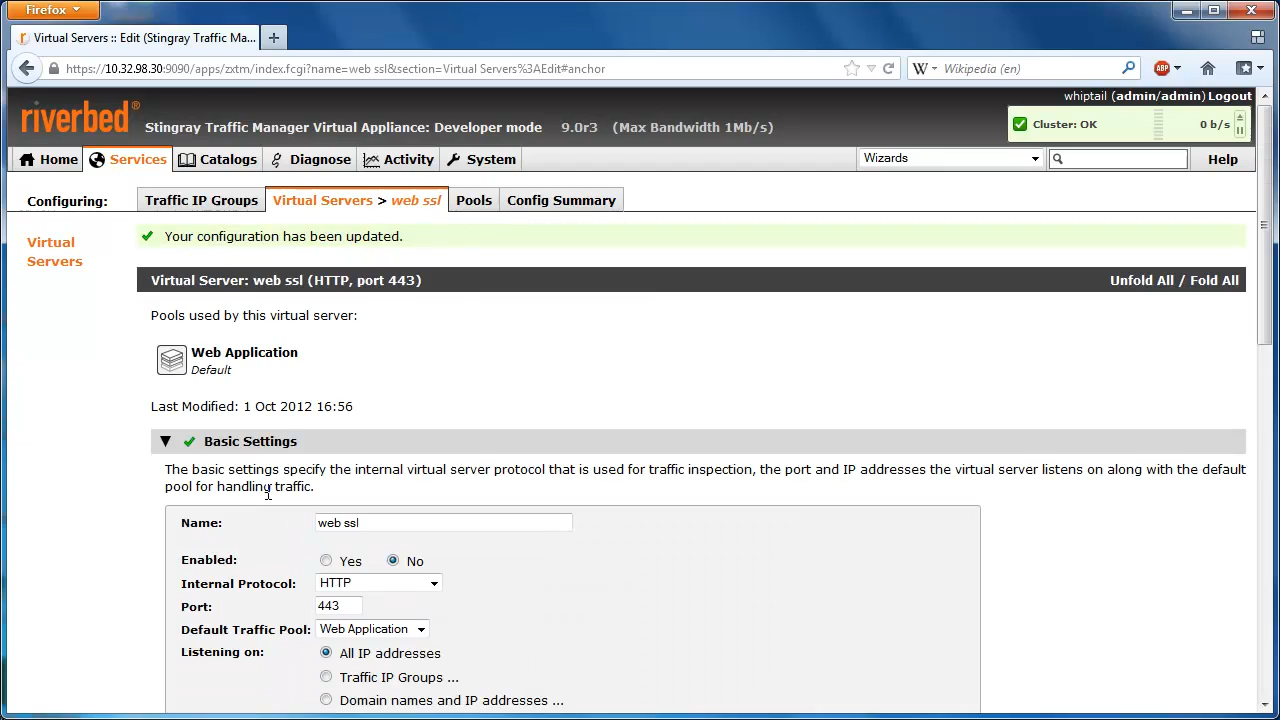 Firefox
Virtual Servers :: Edit (Stingray Traffic Ma...
https://10.32.98.30:9090/apps/zxtm/index.fcgi?name=web ssl&section=Virtual Servers%3AEdit#anchor
W
Wikipedia (en)
ABP
whiptail (admin/admin) Logout
riverbed®
Stingray Traffic Manager Virtual Appliance: Developer mode 9.0r3 (Max Bandwidth 1Mb/s)
Cluster: OK 0 b/s
Home Services Catalogs Diagnose Activity System Wizards Help
Configuring: Traffic IP Groups Virtual Servers > web ssl Pools Config Summary
Virtual
Servers
Your configuration has been updated.
Virtual Server: web ssl (HTTP, port 443) Unfold All / Fold All
Pools used by this virtual server:
Web Application
Default
Last Modified: 1 Oct 2012 16:56
Basic Settings
The basic settings specify the internal virtual server protocol that is used for traffic inspection, the port and IP addresses the virtual server listens on along with the default
pool for handling traffic.
Name: web ssl
Enabled: Yes No
Internal Protocol: HTTP
Port: 443
Default Traffic Pool: Web Application
Listening on: All IP addresses
Traffic IP Groups ...
Domain names and IP addresses ...